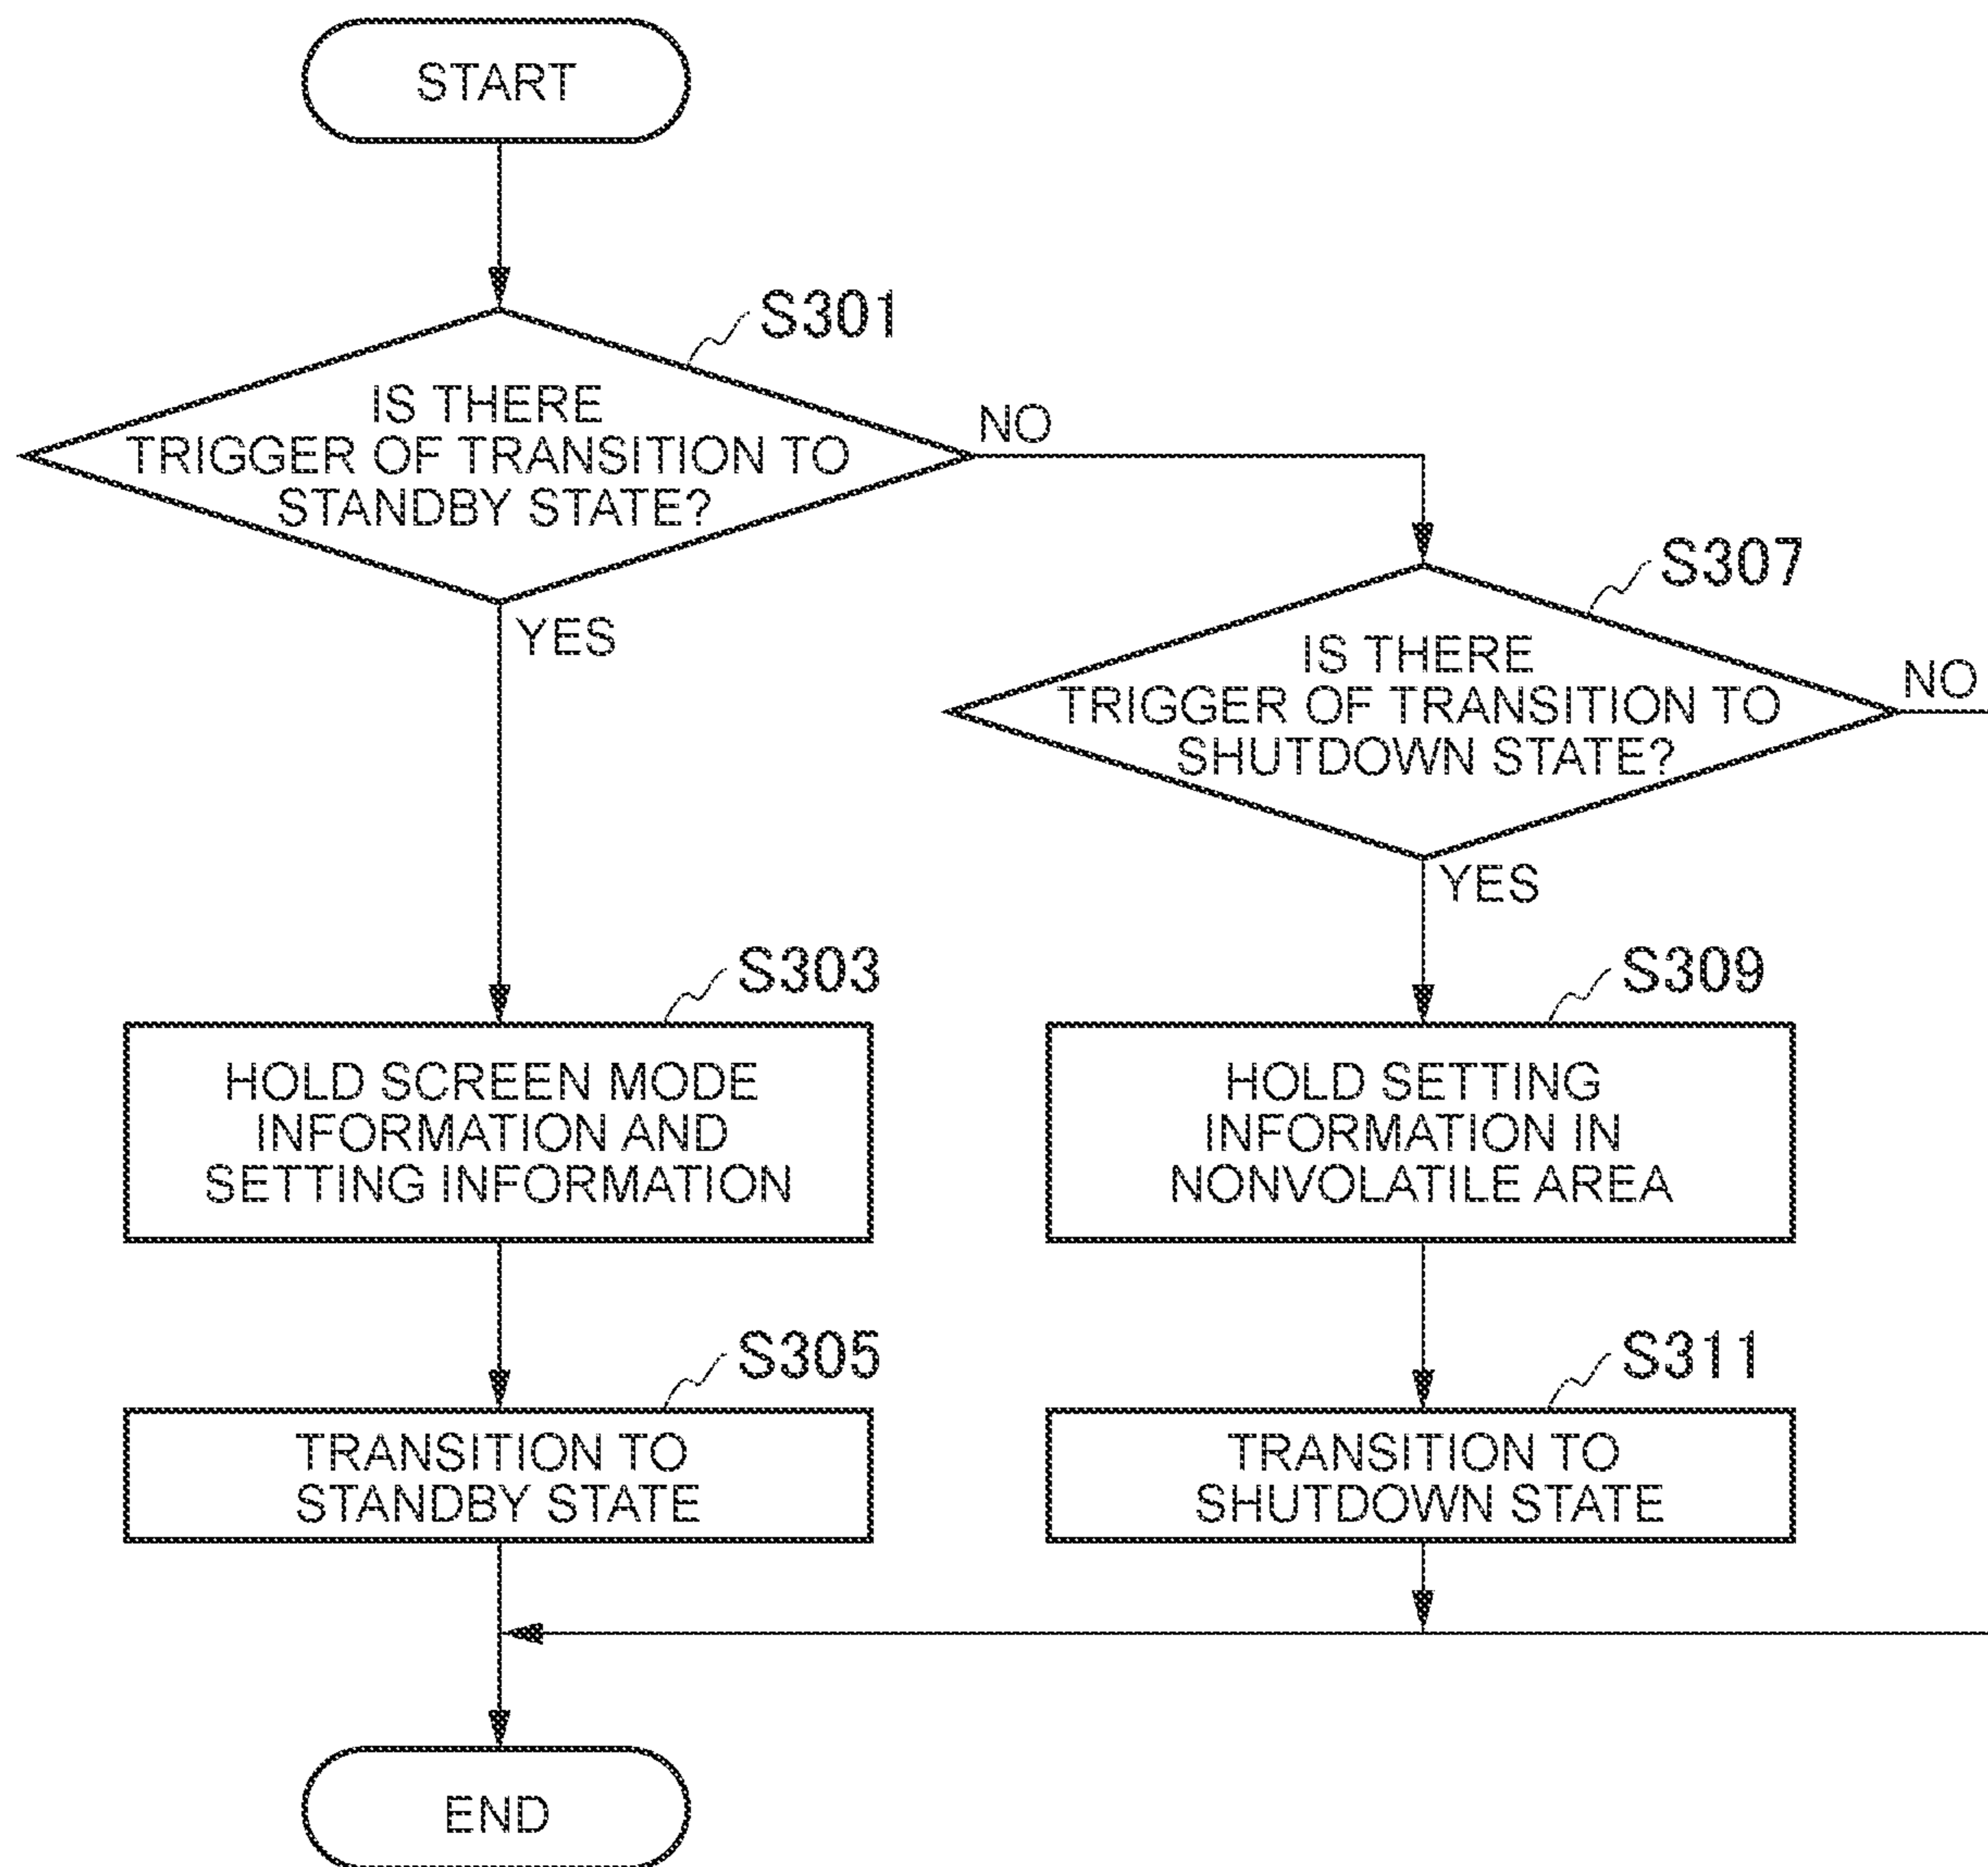 START
S301
IS THERE
TRIGGER OF TRANSITION TO
STANDBY STATE?
NO
YES
S307
IS THERE
TRIGGER OF TRANSITION TO
SHUTDOWN STATE?
NO
YES
S303
HOLD SCREEN MODE
INFORMATION AND
SETTING INFORMATION
S309
HOLD SETTING
INFORMATION IN
NONVOLATILE AREA
S305
TRANSITION TO
STANDBY STATE
S311
TRANSITION TO
SHUTDOWN STATE
END